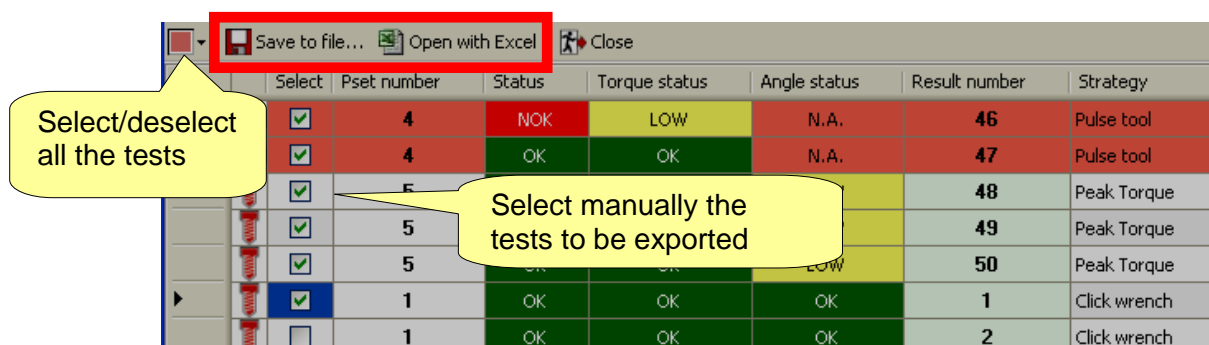 Save to file... Open with Excel Close
Select Pset number Status Torque status Angle status Result number Strategy
Select/deselect
all the tests
4 NOK LOW N.A. 46 Pulse tool
4 OK OK N.A. 47 Pulse tool
48 Peak Torque
Select manually the
tests to be exported
5 49 Peak Torque
5 LOW 50 Peak Torque
1 OK OK OK 1 Click wrench
1 OK OK OK 2 Click wrench